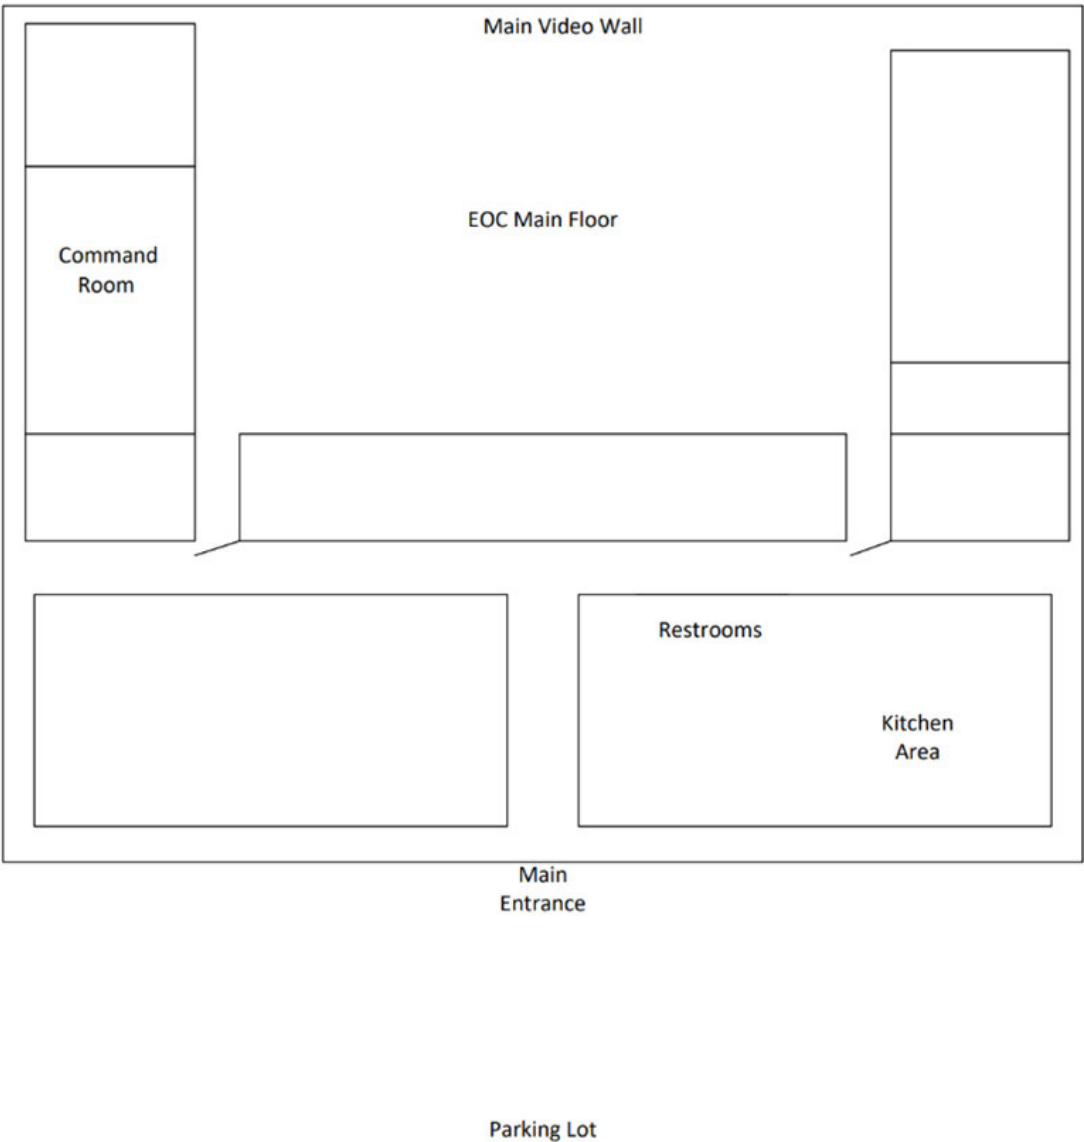 Main Video Wall
EOC Main Floor
Command
Room
Restrooms
Kitchen
Area
Main
Entrance
Parking Lot